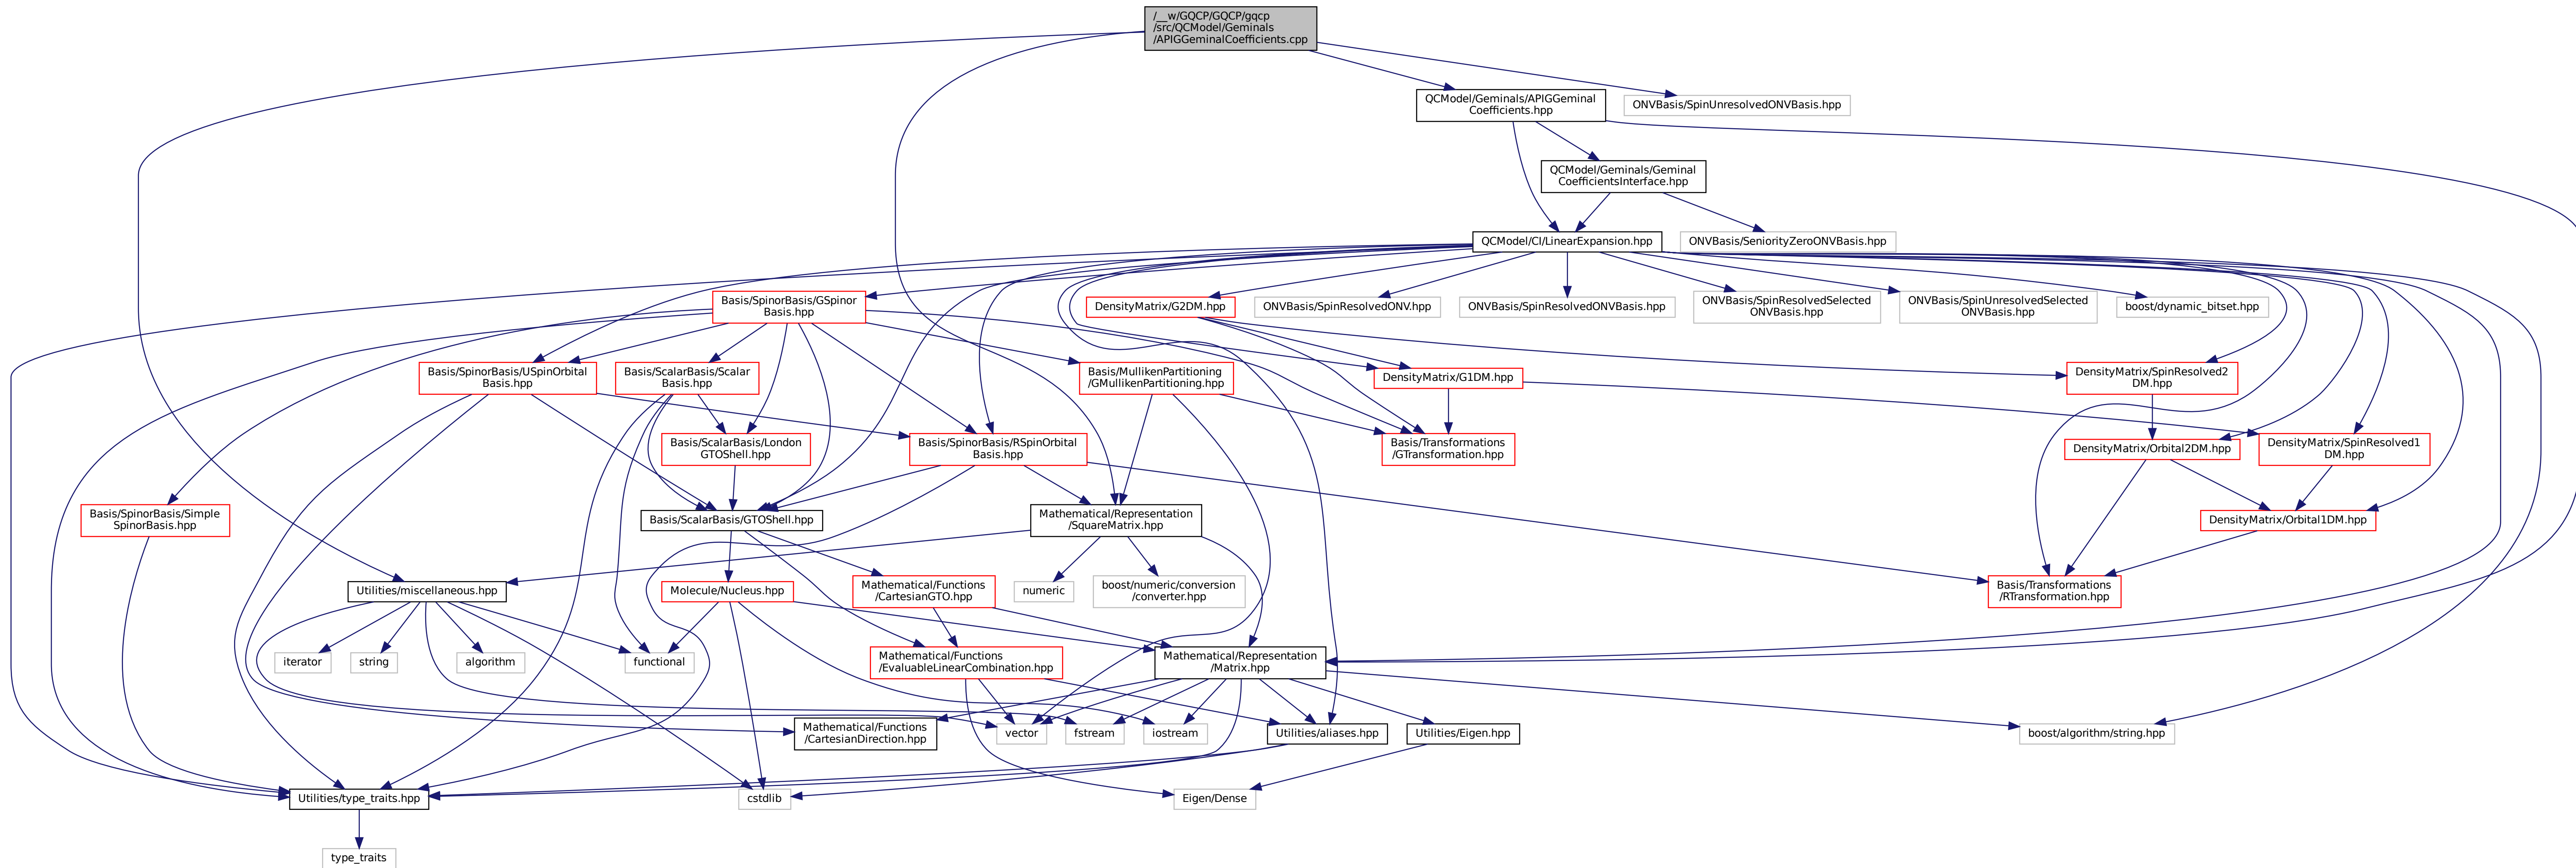 /__w/GQCP/GQCP/gqcp
/src/QCModel/Geminals
/APIGGeminalCoefficients.cpp
QCModel/Geminals/APIGGeminal
Coefficients.hpp
ONVBasis/SpinUnresolvedONVBasis.hpp
QCModel/Geminals/Geminal
CoefficientsInterface.hpp
QCModel/CI/LinearExpansion.hpp
ONVBasis/SeniorityZeroONVBasis.hpp
Basis/SpinorBasis/GSpinor
Basis.hpp
DensityMatrix/G2DM.hpp
ONVBasis/SpinResolvedONV.hpp
ONVBasis/SpinResolvedONVBasis.hpp
ONVBasis/SpinResolvedSelected
ONVBasis.hpp
ONVBasis/SpinUnresolvedSelected
ONVBasis.hpp
boost/dynamic_bitset.hpp
Basis/SpinorBasis/USpinOrbital
Basis.hpp
Basis/ScalarBasis/Scalar
Basis.hpp
Basis/MullikenPartitioning
/GMullikenPartitioning.hpp
DensityMatrix/G1DM.hpp
DensityMatrix/SpinResolved2
DM.hpp
Basis/ScalarBasis/London
GTOShell.hpp
Basis/SpinorBasis/RSpinOrbital
Basis.hpp
Basis/Transformations
/GTransformation.hpp
DensityMatrix/Orbital2DM.hpp
DensityMatrix/SpinResolved1
DM.hpp
Basis/SpinorBasis/Simple
SpinorBasis.hpp
Basis/ScalarBasis/GTOShell.hpp
Mathematical/Representation
/SquareMatrix.hpp
DensityMatrix/Orbital1DM.hpp
Utilities/miscellaneous.hpp
Molecule/Nucleus.hpp
Mathematical/Functions
/CartesianGTO.hpp
numeric
boost/numeric/conversion
/converter.hpp
Basis/Transformations
/RTransformation.hpp
iterator
string
algorithm
functional
Mathematical/Functions
/EvaluableLinearCombination.hpp
Mathematical/Representation
/Matrix.hpp
Mathematical/Functions
/CartesianDirection.hpp
vector
fstream
iostream
Utilities/aliases.hpp
Utilities/Eigen.hpp
boost/algorithm/string.hpp
Utilities/type_traits.hpp
cstdlib
Eigen/Dense
type_traits